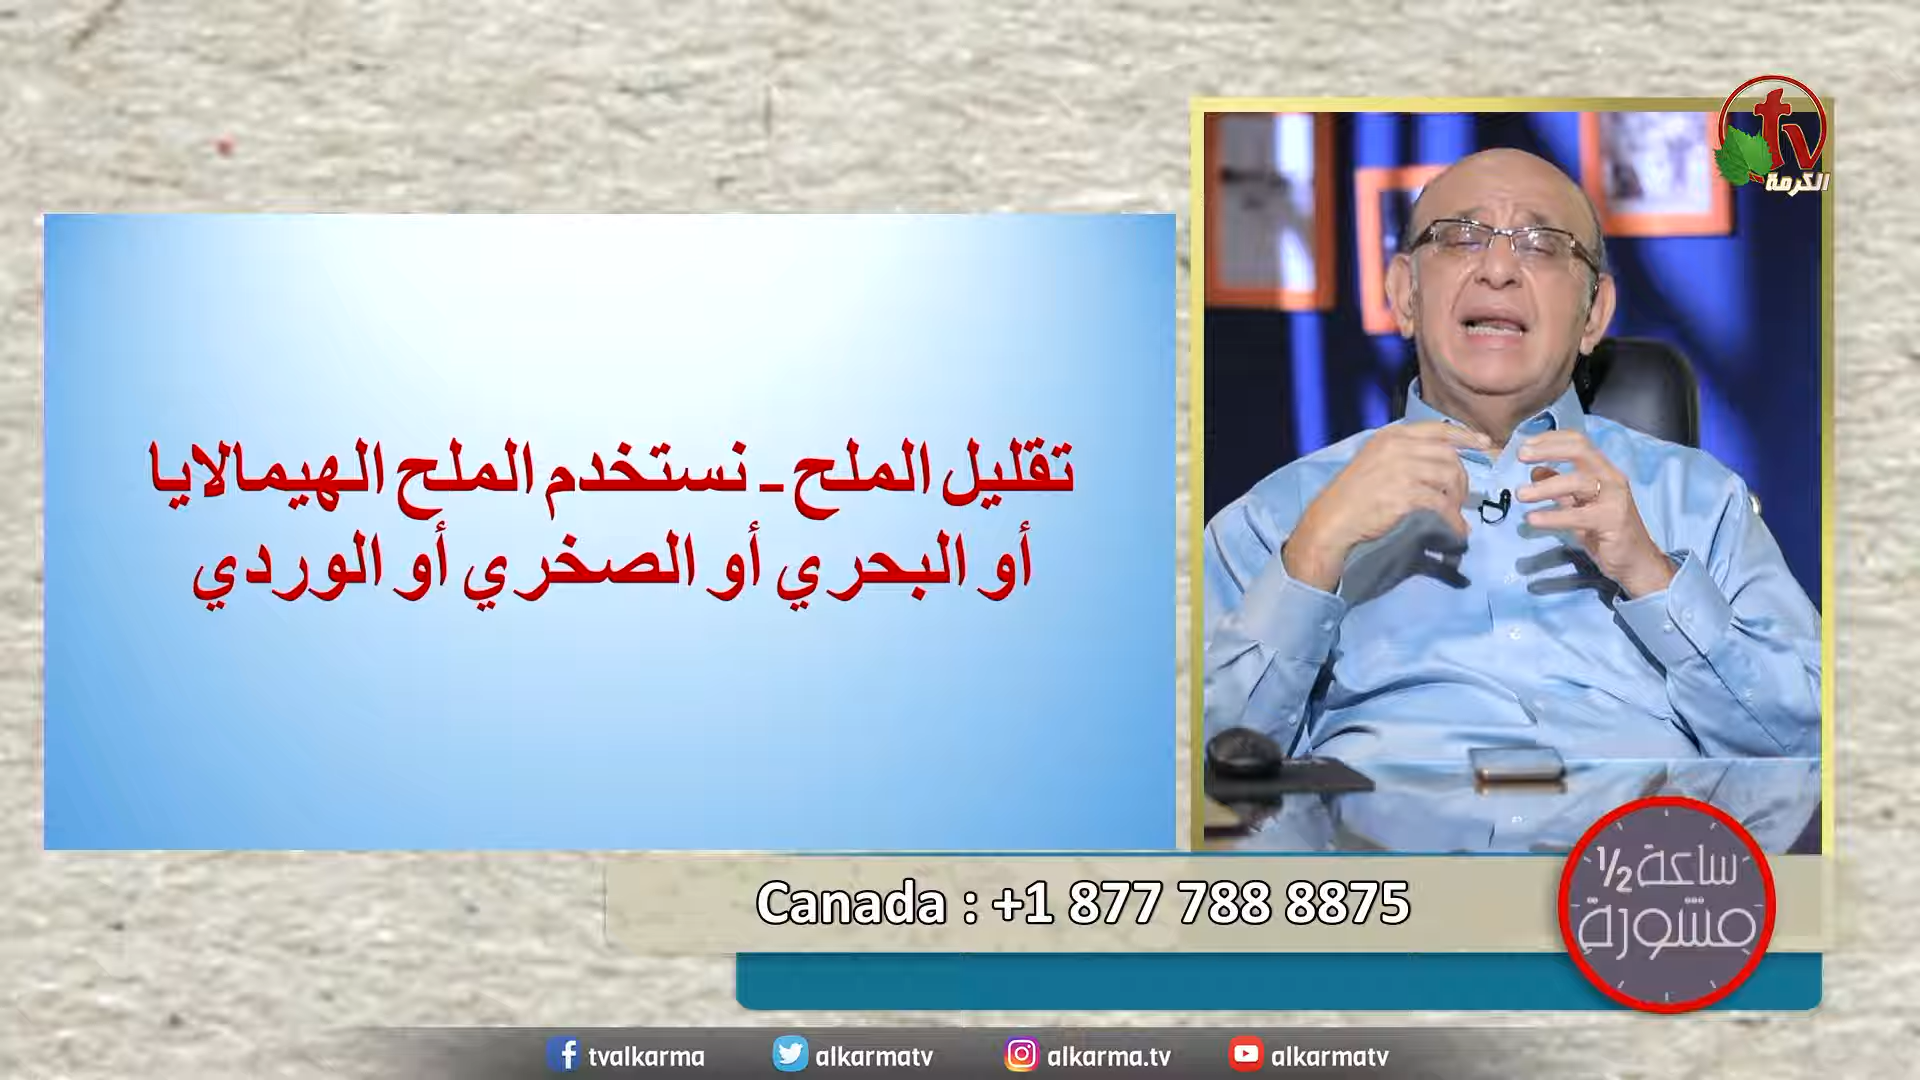 tv
الكرمة
تقليل الملح - نستخدم الملح الهيمالايا
أو البحري أو الصخري أو الوردي
Canada : +1 877 788 8875
½ ساعة
مشورة
tvalkarma
alkarmatv
alkarma.tv
alkarmatv